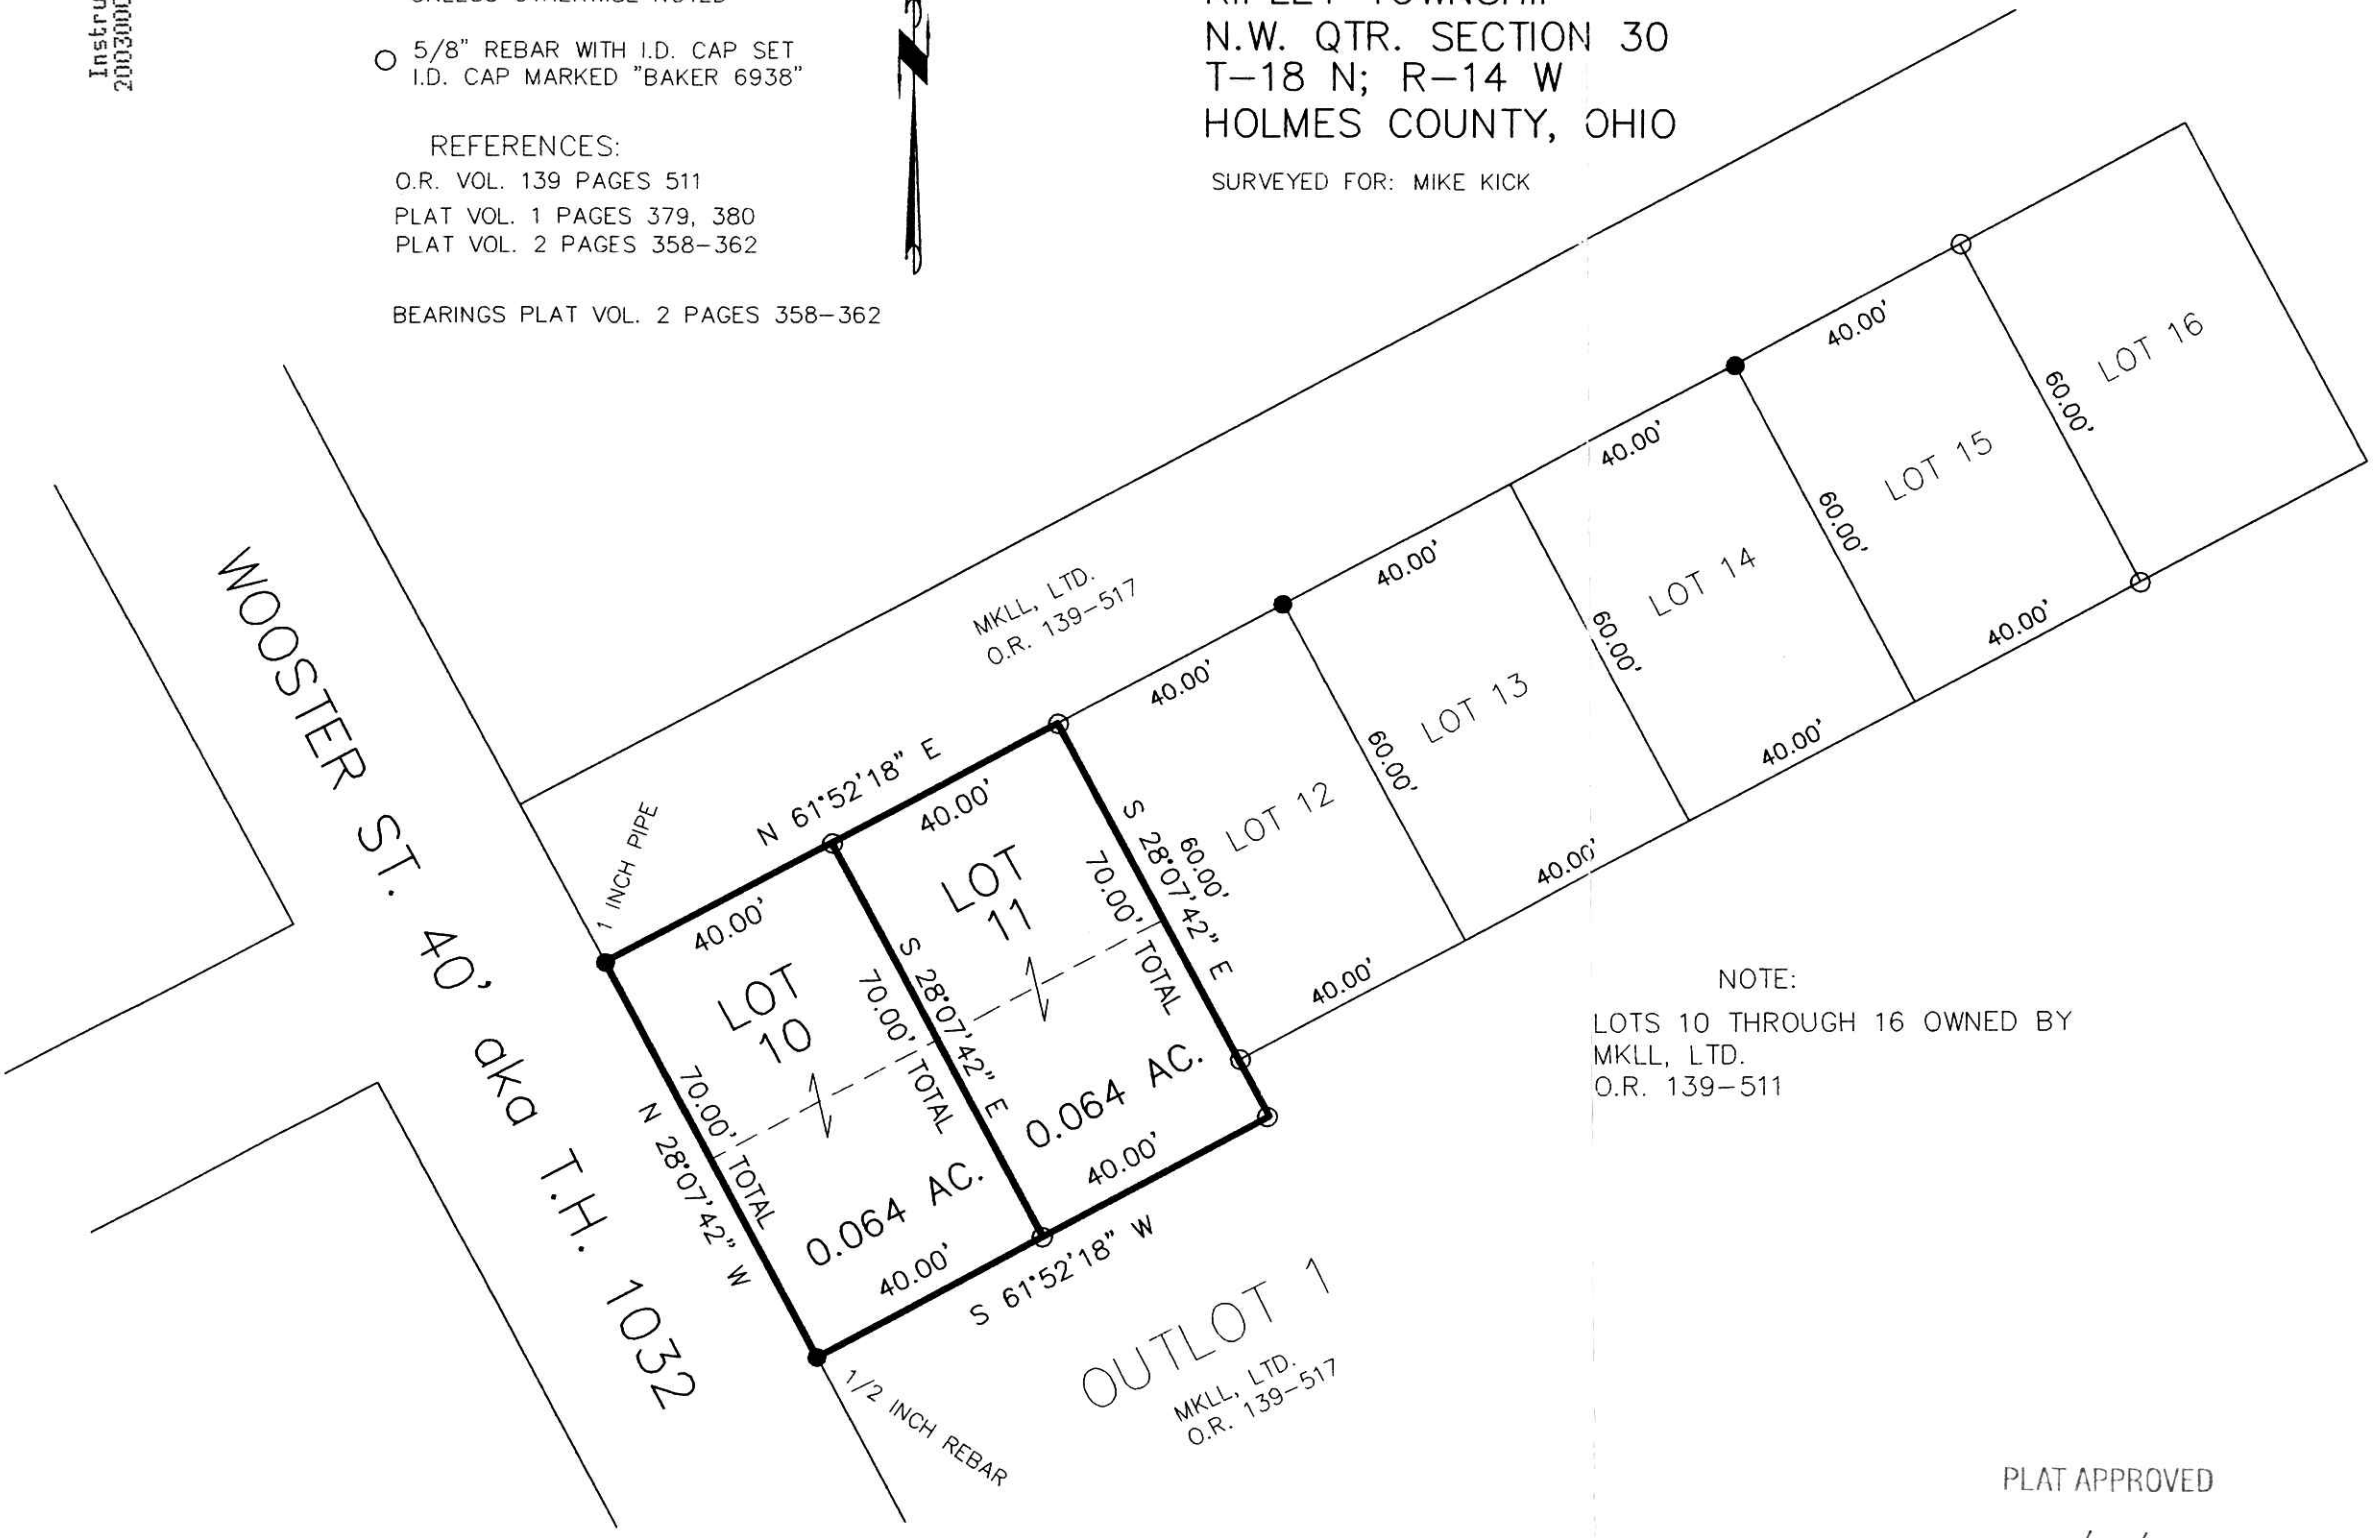 Instru
5/8" REBAR WITH I.D. CAP SET
I.D. CAP MARKED "BAKER 6938"
REFERENCES:
O.R. VOL. 139 PAGES 511
PLAT VOL. 1 PAGES 379, 380
PLAT VOL. 2 PAGES 358-362
BEARINGS PLAT VOL. 2 PAGES 358-362
RIPLEY TOWNSHIP
N.W. QTR. SECTION 30
T-18 N; R-14 W
HOLMES COUNTY, OHIO
SURVEYED FOR: MIKE KICK
WOOSTER ST. 40' aka T.H. 1032
MKLL, LTD.
O.R. 139-517
1 INCH PIPE
N 61°52'18" E
40.00'
40.00'
40.00'
40.00'
40.00'
40.00'
LOT
10
LOT
11
LOT 12
LOT 13
LOT 14
LOT 15
LOT 16
N 28°07'42" W
70.00' TOTAL
S 28°07'42" E
70.00' TOTAL
S 28°07'42" E
70.00' TOTAL
60.00'
60.00'
60.00'
60.00'
60.00'
0.064 AC.
0.064 AC.
40.00'
40.00'
40.00'
40.00'
40.00'
40.00'
S 61°52'18" W
1/2 INCH REBAR
OUTLOT 1
MKLL, LTD.
O.R. 139-517
NOTE:
LOTS 10 THROUGH 16 OWNED BY
MKLL, LTD.
O.R. 139-511
PLAT APPROVED